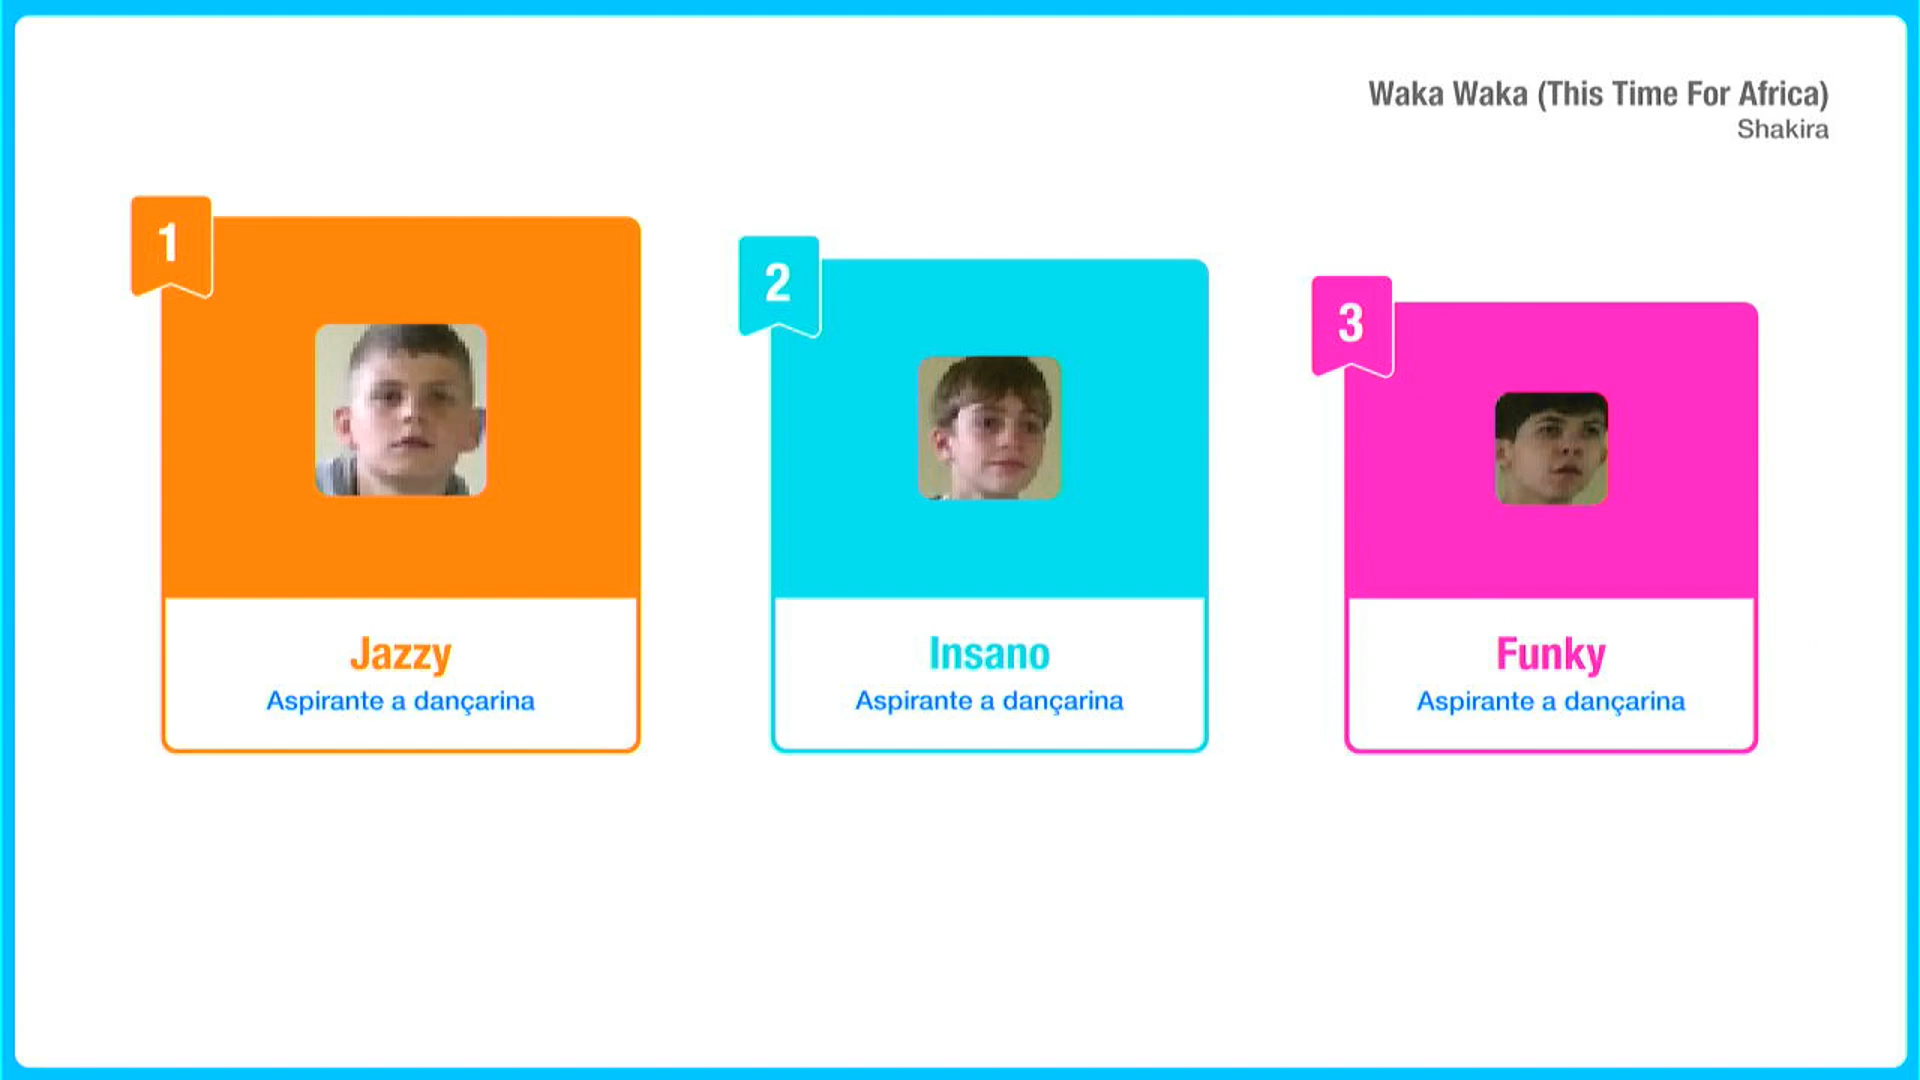 Waka Waka (This Time For Africa)
Shakira
1
2
3
Jazzy
Aspirante a dançarina
Insano
Aspirante a dançarina
Funky
Aspirante a dançarina